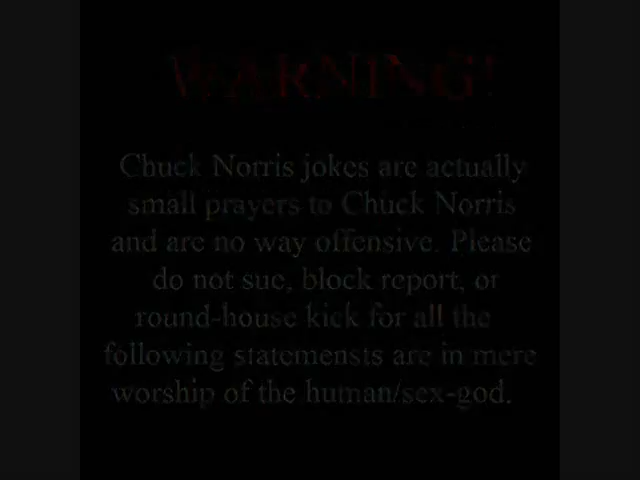 WARNING!
Chuck Norris jokes are actually
small prayers to Chuck Norris
and are no way offensive. Please
do not sue, block report, or
round-house kick for all the
following statemensts are in mere
worship of the human/sex-god.